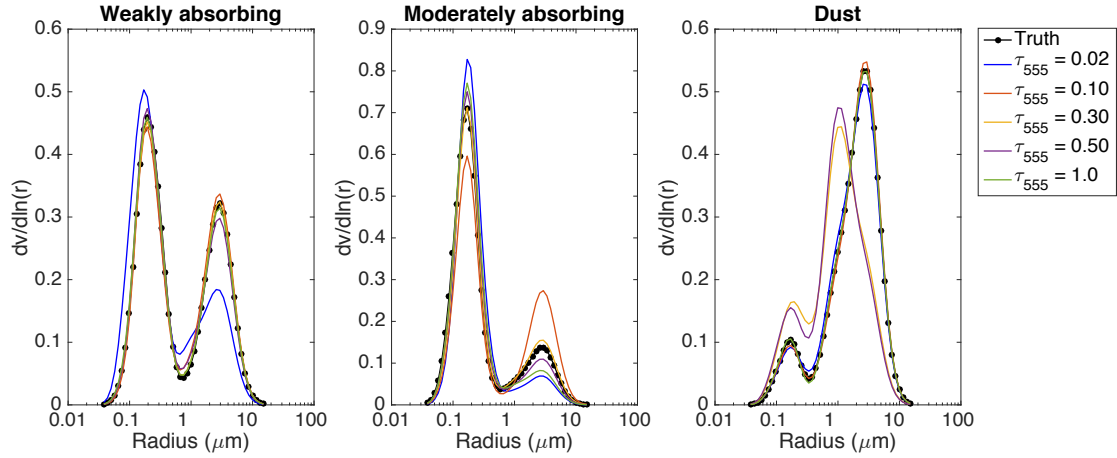 Weakly absorbing
0.6
0.5
0.4
0.3
0.2
0.1
0
dv/dln(r)
0.01 0.1 1 10 100
Radius (μm)
Moderately absorbing
0.9
0.8
0.7
0.6
0.5
0.4
0.3
0.2
0.1
0
dv/dln(r)
0.01 0.1 1 10 100
Radius (μm)
Dust
0.6
0.5
0.4
0.3
0.2
0.1
0
dv/dln(r)
0.01 0.1 1 10 100
Radius (μm)
Truth
τ555 = 0.02
τ555 = 0.10
τ555 = 0.30
τ555 = 0.50
τ555 = 1.0